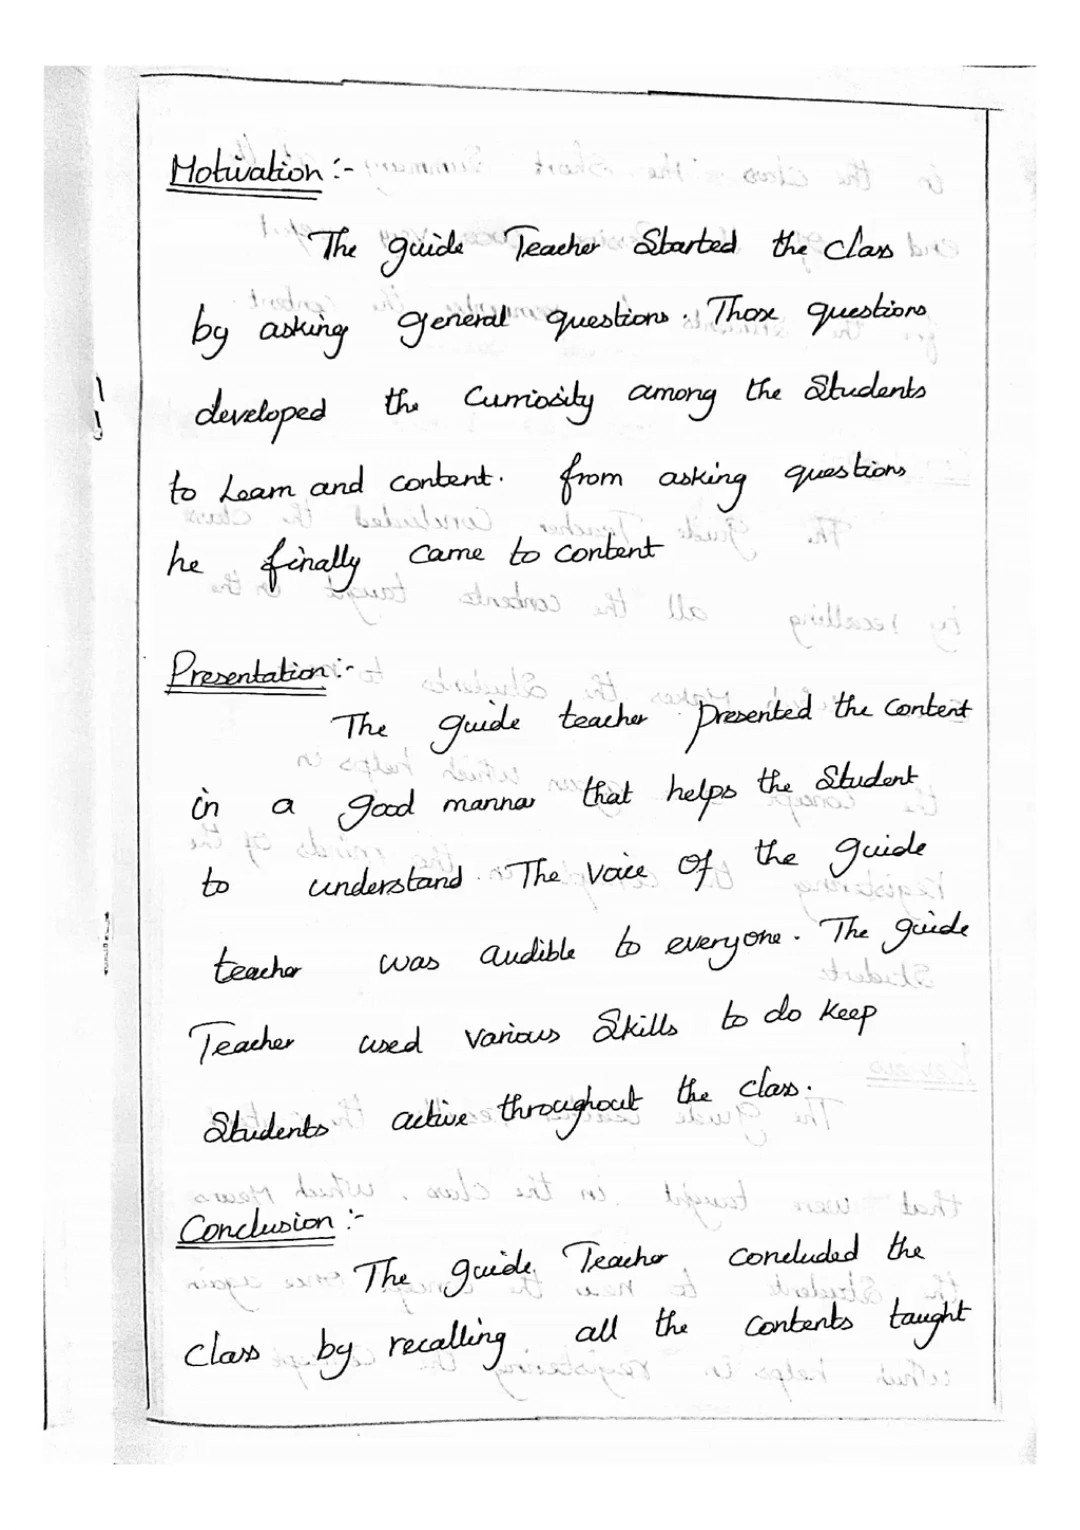 Motivation :-
The guide Teacher Started the class
by asking general questions. Those questions
developed the Curriosity among the Students
to Learn and content. from asking questions
he finally came to content
Presentation :-
The guide teacher presented the content
in a good manner that helps the Student
to understand. The voice of the guide
teacher was audible to everyone. The guide
Teacher used various Skills to do keep
Students active throughout the class.
Conclusion :-
The guide Teacher concluded the
class by recalling all the contents taught